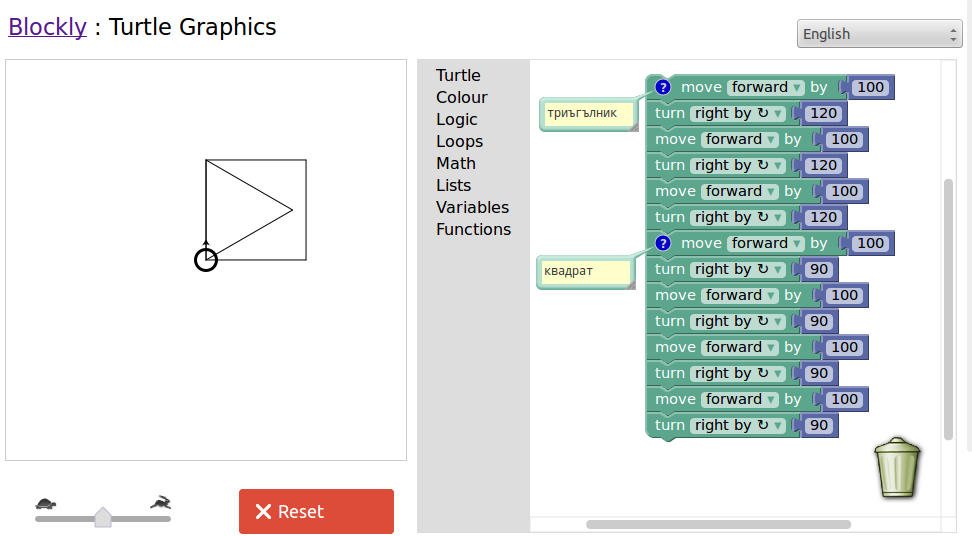 Blockly : Turtle Graphics
English
Turtle
Colour
Logic
Loops
Math
Lists
Variables
Functions
? move forward ▾ by 100
триъгълник
turn right by ↻ ▾ 120
move forward ▾ by 100
turn right by ↻ ▾ 120
move forward ▾ by 100
turn right by ↻ ▾ 120
? move forward ▾ by 100
квадрат
turn right by ↻ ▾ 90
move forward ▾ by 100
turn right by ↻ ▾ 90
move forward ▾ by 100
turn right by ↻ ▾ 90
move forward ▾ by 100
turn right by ↻ ▾ 90
Reset